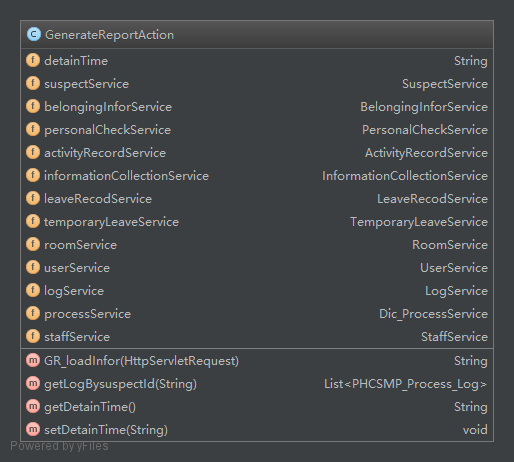 C GenerateReportAction
f detainTime String
f suspectService SuspectService
f belongingInforService BelongingInforService
f personalCheckService PersonalCheckService
f activityRecordService ActivityRecordService
f informationCollectionService InformationCollectionService
f leaveRecodService LeaveRecodService
f temporaryLeaveService TemporaryLeaveService
f roomService RoomService
f userService UserService
f logService LogService
f processService Dic_ProcessService
f staffService StaffService
m GR_loadInfor(HttpServletRequest) String
m getLogBysuspectId(String) List<PHCSMP_Process_Log>
m getDetainTime() String
m setDetainTime(String) void
Powered by yFiles